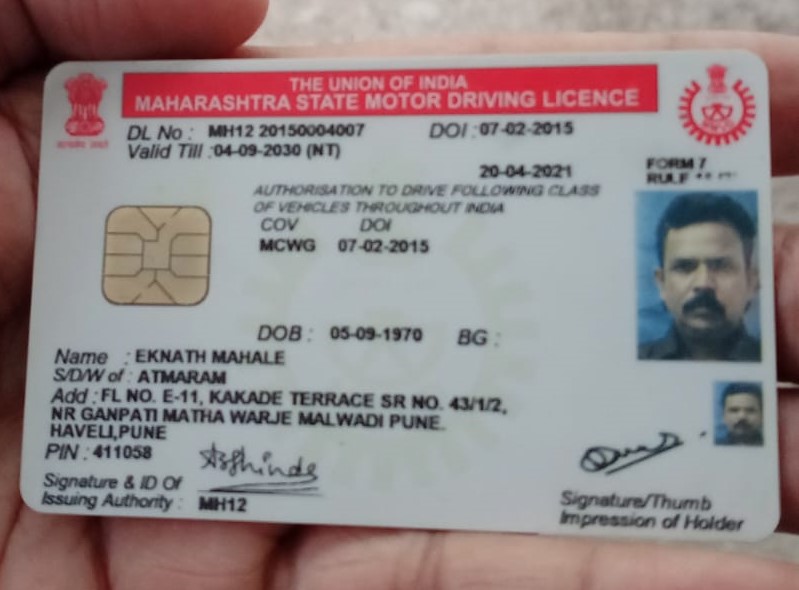 THE UNION OF INDIA
MAHARASHTRA STATE MOTOR DRIVING LICENCE
DL No : MH12 20150004007 DOI : 07-02-2015
Valid Till : 04-09-2030 (NT)
20-04-2021
FORM 7
RULE
AUTHORISATION TO DRIVE FOLLOWING CLASS
OF VEHICLES THROUGHOUT INDIA
COV DOI
MCWG 07-02-2015
DOB : 05-09-1970 BG :
Name : EKNATH MAHALE
S/D/W of : ATMARAM
Add : FL NO. E-11, KAKADE TERRACE SR NO. 43/1/2,
NR GANPATI MATHA WARJE MALWADI PUNE.
HAVELI,PUNE
PIN : 411058
Signature & ID Of
Issuing Authority : MH12
Signature/Thumb
Impression of Holder